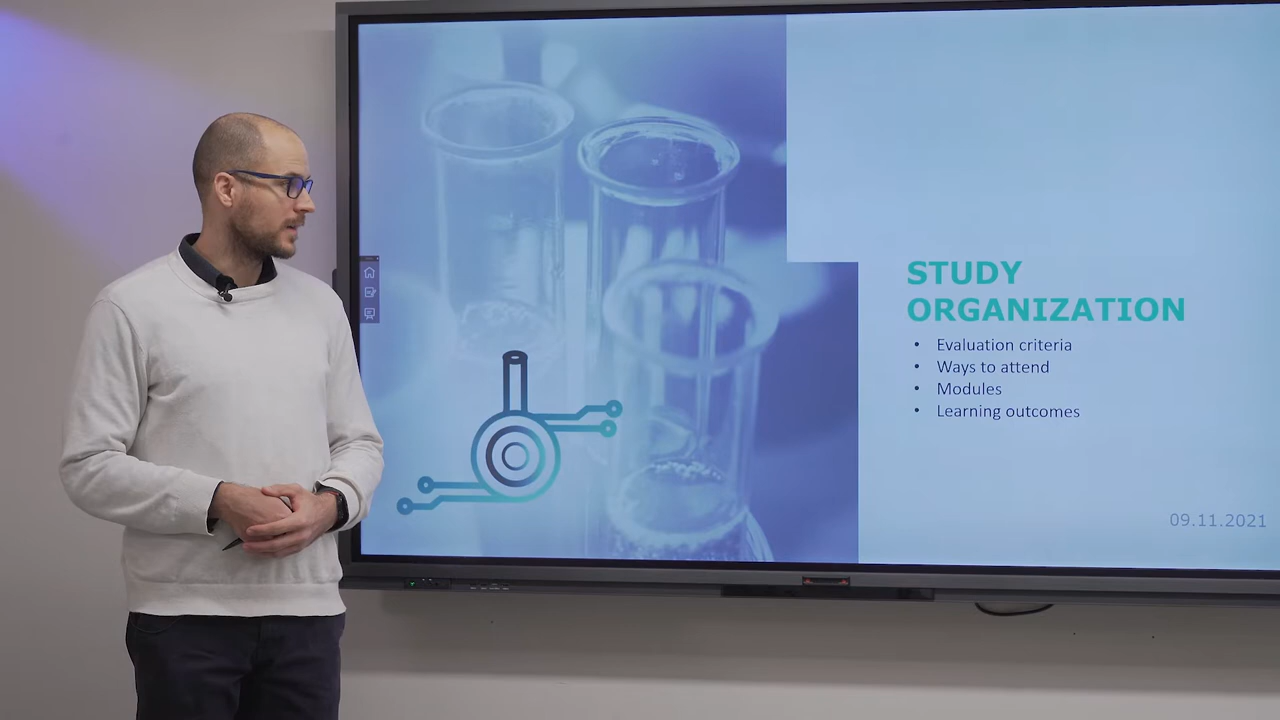 STUDY
ORGANIZATION
• Evaluation criteria
• Ways to attend
• Modules
• Learning outcomes
09.11.2021